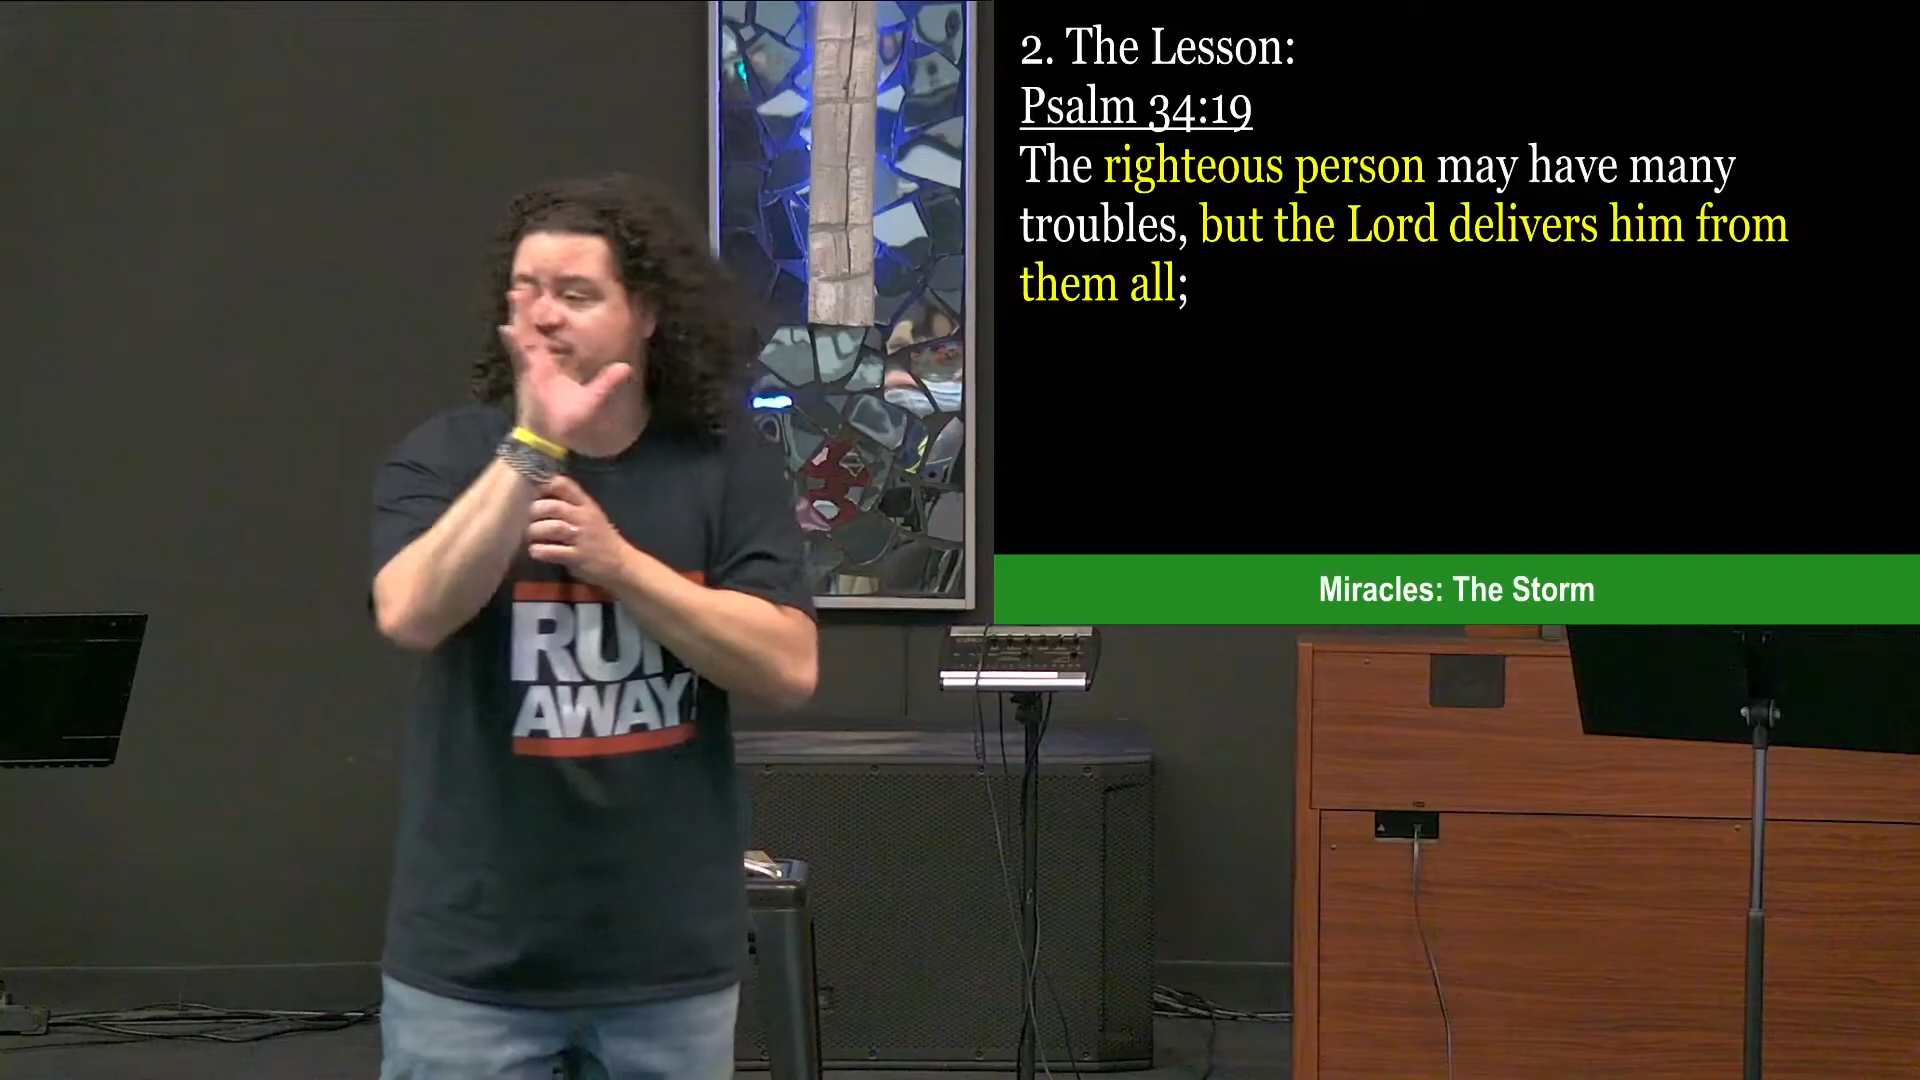 2. The Lesson:
Psalm 34:19
The righteous person may have many
troubles, but the Lord delivers him from
them all;
Miracles: The Storm
AWAY